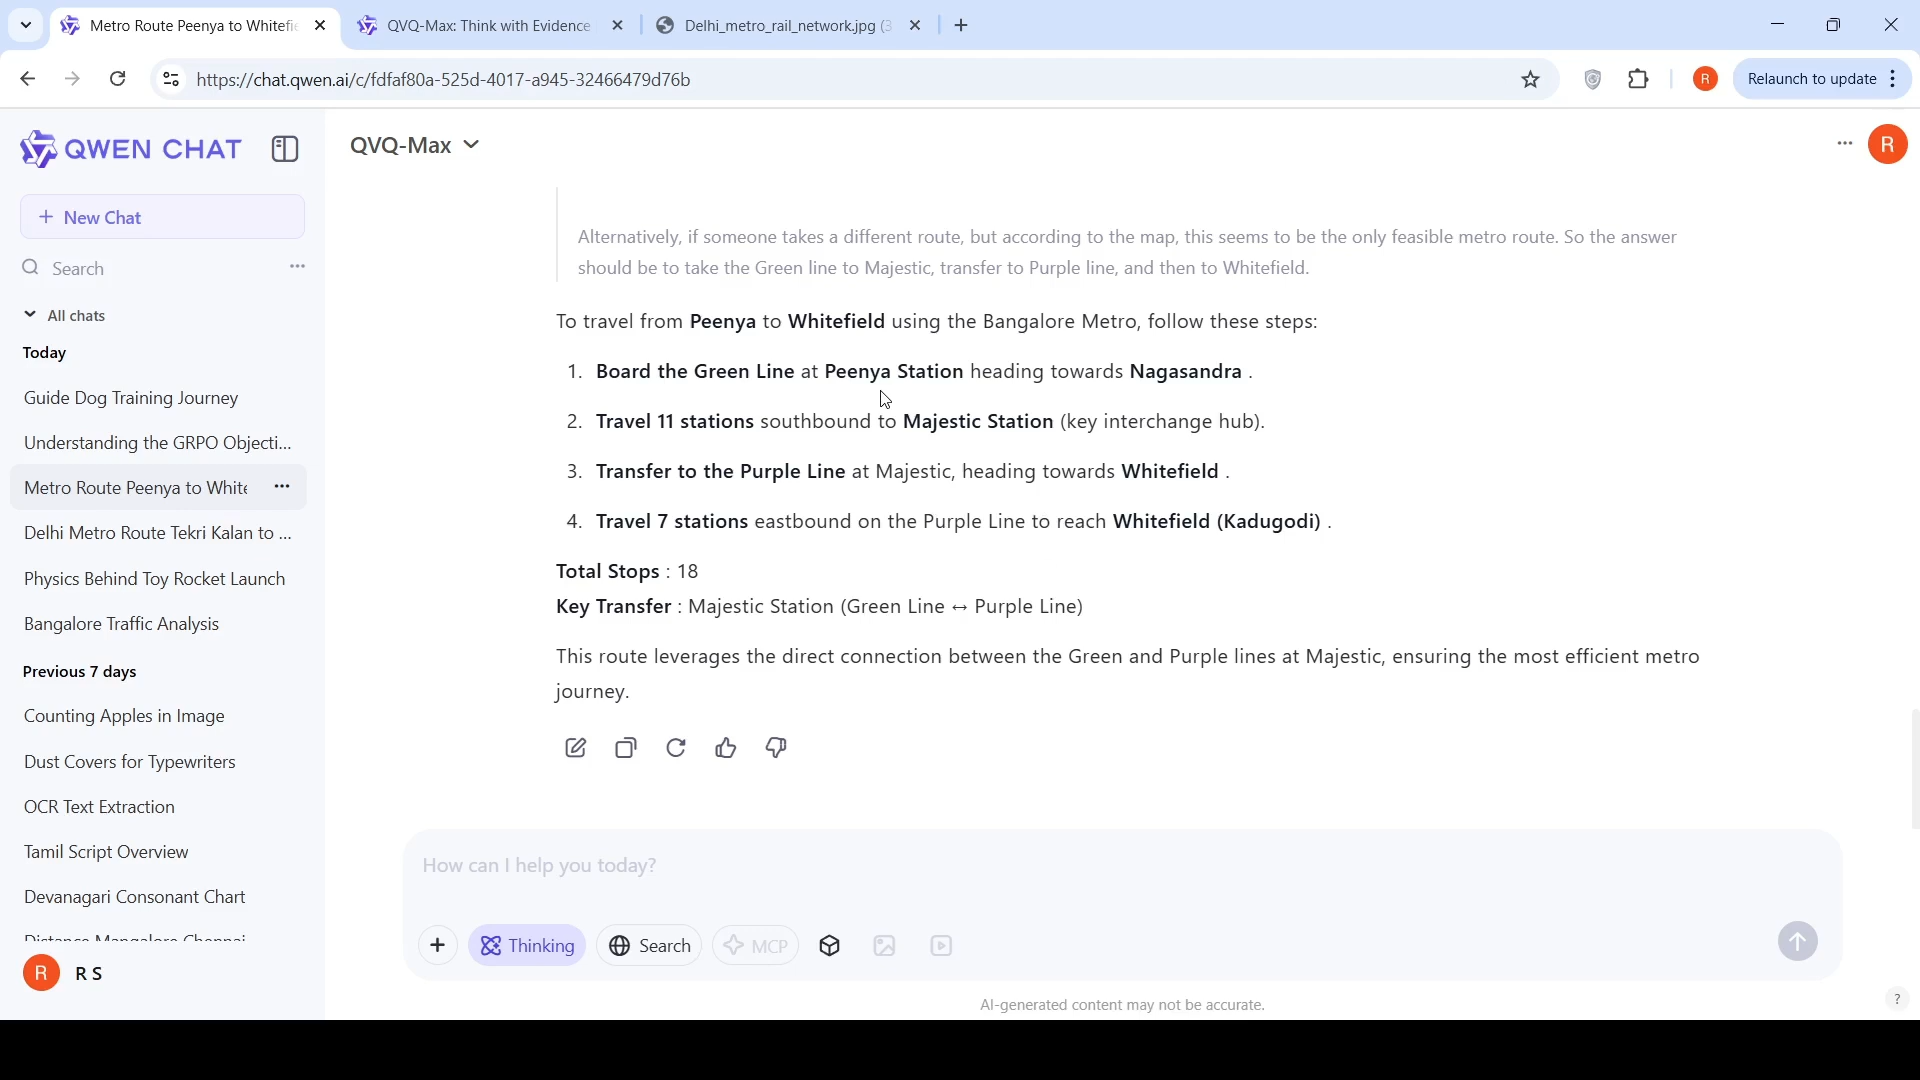 Metro Route Peenya to Whitefie
QVQ-Max: Think with Evidence
Delhi_metro_rail_network.jpg (3
https://chat.qwen.ai/c/fdfaf80a-525d-4017-a945-32466479d76b
R
Relaunch to update
QWEN CHAT
QVQ-Max
R
New Chat
Search
All chats
Today
Guide Dog Training Journey
Understanding the GRPO Objecti...
Metro Route Peenya to White
Delhi Metro Route Tekri Kalan to ...
Physics Behind Toy Rocket Launch
Bangalore Traffic Analysis
Previous 7 days
Counting Apples in Image
Dust Covers for Typewriters
OCR Text Extraction
Tamil Script Overview
Devanagari Consonant Chart
Distance Mangalore Chennai
R
R S
Alternatively, if someone takes a different route, but according to the map, this seems to be the only feasible metro route. So the answer
should be to take the Green line to Majestic, transfer to Purple line, and then to Whitefield.
To travel from Peenya to Whitefield using the Bangalore Metro, follow these steps:
1. Board the Green Line at Peenya Station heading towards Nagasandra .
2. Travel 11 stations southbound to Majestic Station (key interchange hub).
3. Transfer to the Purple Line at Majestic, heading towards Whitefield .
4. Travel 7 stations eastbound on the Purple Line to reach Whitefield (Kadugodi) .
Total Stops : 18
Key Transfer : Majestic Station (Green Line ↔ Purple Line)
This route leverages the direct connection between the Green and Purple lines at Majestic, ensuring the most efficient metro
journey.
How can I help you today?
Thinking
Search
MCP
AI-generated content may not be accurate.
?